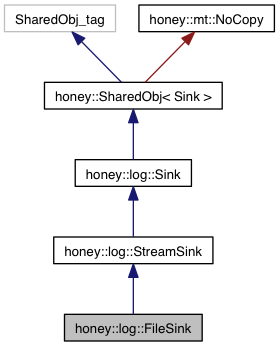 SharedObj_tag
honey::mt::NoCopy
honey::SharedObj< Sink >
honey::log::Sink
honey::log::StreamSink
honey::log::FileSink